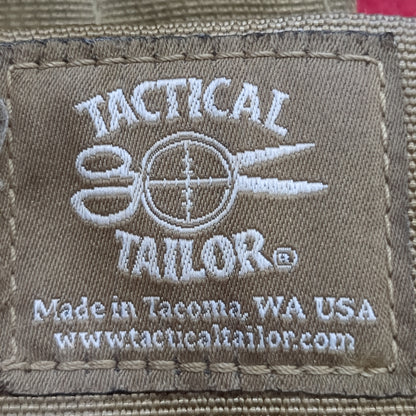 TACTICAL
TAILOR®
Made in Tacoma, WA USA
www.tacticaltailor.com